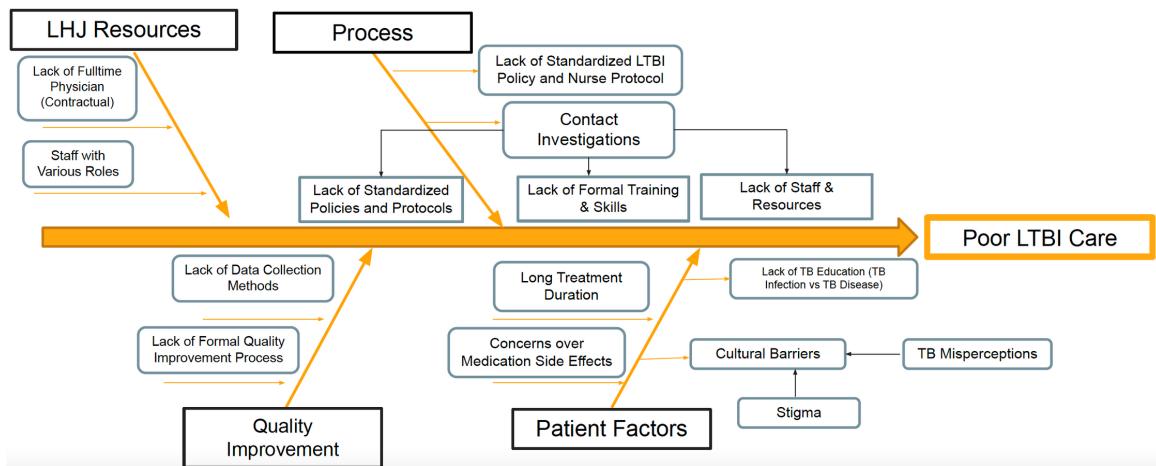 LHJ Resources
Process
Lack of Fulltime
Physician
(Contractual)
Staff with
Various Roles
Lack of Standardized LTBI
Policy and Nurse Protocol
Contact
Investigations
Lack of Standardized
Policies and Protocols
Lack of Formal Training
& Skills
Lack of Staff &
Resources
Poor LTBI Care
Lack of Data Collection
Methods
Lack of Formal Quality
Improvement Process
Quality
Improvement
Long Treatment
Duration
Concerns over
Medication Side Effects
Lack of TB Education (TB
Infection vs TB Disease)
Cultural Barriers
TB Misperceptions
Stigma
Patient Factors